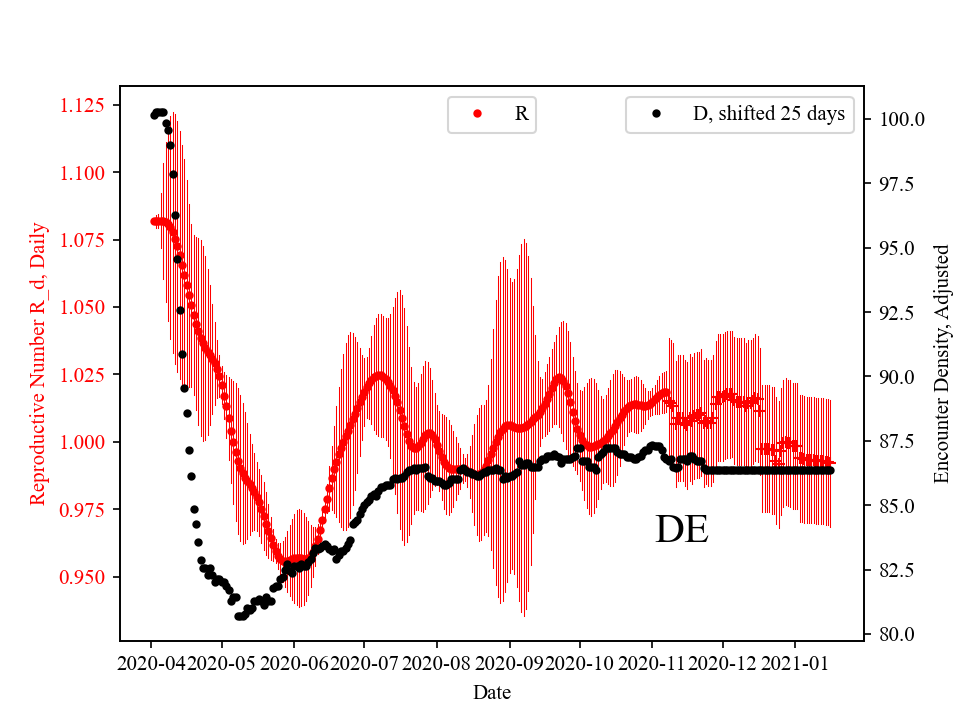 R
D, shifted 25 days
1.125
1.100
1.075
1.050
1.025
1.000
0.975
0.950
Reproductive Number R_d, Daily
100.0
97.5
95.0
92.5
90.0
87.5
85.0
82.5
80.0
Encounter Density, Adjusted
DE
2020-04 2020-05 2020-06 2020-07 2020-08 2020-09 2020-10 2020-11 2020-12 2021-01
Date